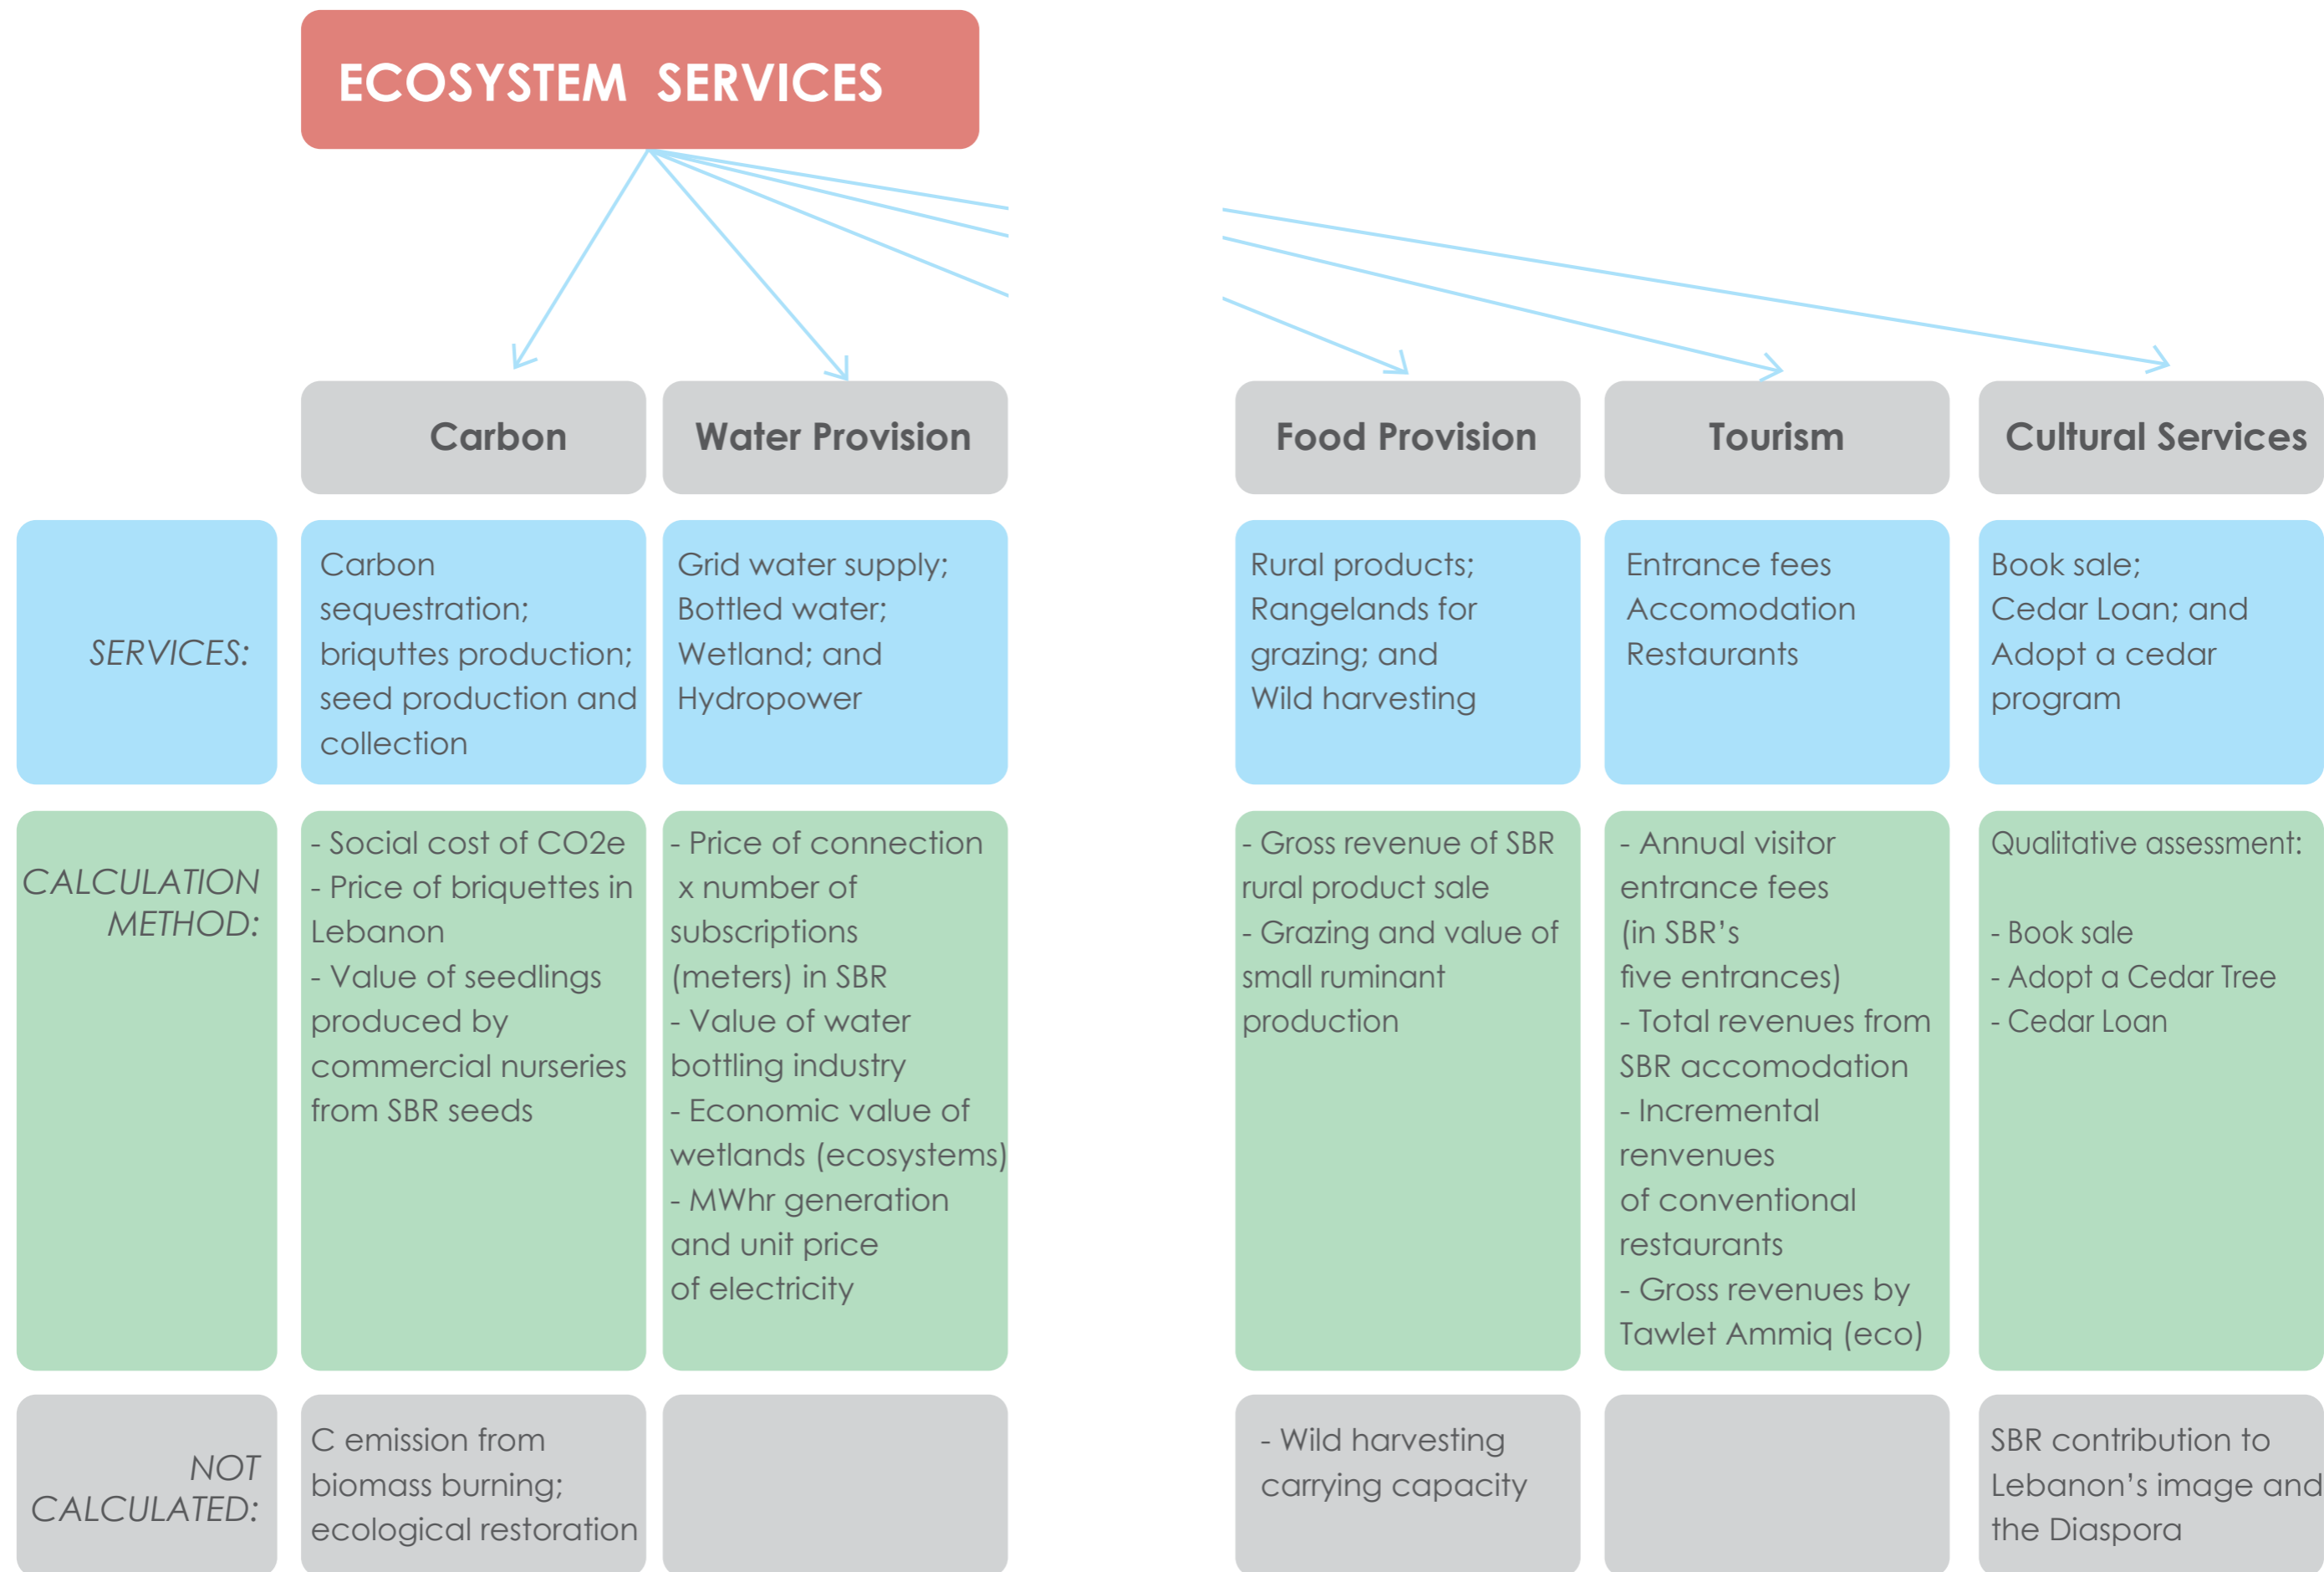 ECOSYSTEM SERVICES
Carbon
Water Provision
Food Provision
Tourism
Cultural Services
SERVICES:
Carbon
sequestration;
briquttes production;
seed production and
collection
Grid water supply;
Bottled water;
Wetland; and
Hydropower
Rural products;
Rangelands for
grazing; and
Wild harvesting
Entrance fees
Accomodation
Restaurants
Book sale;
Cedar Loan; and
Adopt a cedar
program
CALCULATION
METHOD:
- Social cost of CO2e
- Price of briquettes in
Lebanon
- Value of seedlings
produced by
commercial nurseries
from SBR seeds
- Price of connection
x number of
subscriptions
(meters) in SBR
- Value of water
bottling industry
- Economic value of
wetlands (ecosystems)
- MWhr generation
and unit price
of electricity
- Gross revenue of SBR
rural product sale
- Grazing and value of
small ruminant
production
- Annual visitor
entrance fees
(in SBR's
five entrances)
- Total revenues from
SBR accomodation
- Incremental
renvenues
of conventional
restaurants
- Gross revenues by
Tawlet Ammiq (eco)
Qualitative assessment:
- Book sale
- Adopt a Cedar Tree
- Cedar Loan
NOT
CALCULATED:
C emission from
biomass burning;
ecological restoration
- Wild harvesting
carrying capacity
SBR contribution to
Lebanon's image and
the Diaspora